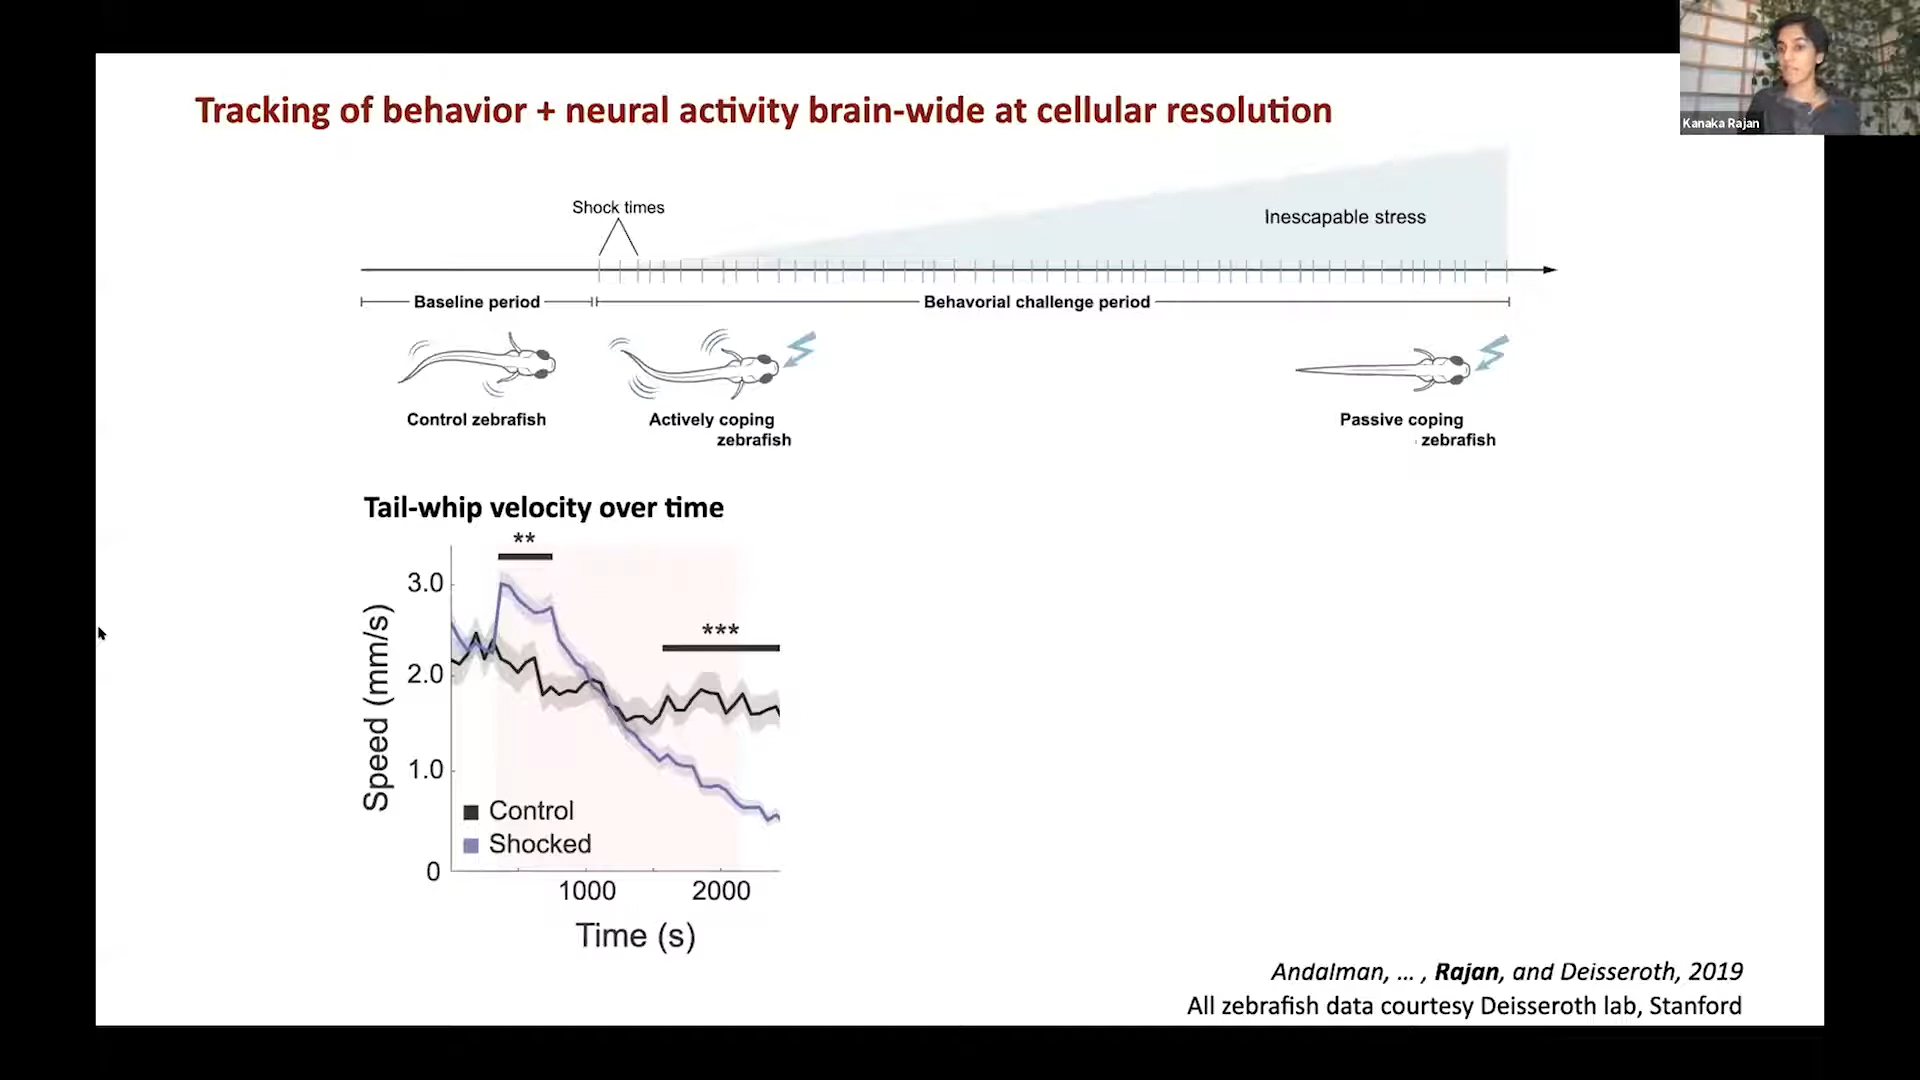 Tracking of behavior + neural activity brain-wide at cellular resolution
Kanaka Rajan
Shock times
Inescapable stress
Baseline period
Behavorial challenge period
Control zebrafish
Actively coping
zebrafish
Passive coping
zebrafish
Tail-whip velocity over time
**
3.0
***
2.0
Speed (mm/s)
1.0
Control
Shocked
0
1000
2000
Time (s)
Andalman, ... , Rajan, and Deisseroth, 2019
All zebrafish data courtesy Deisseroth lab, Stanford